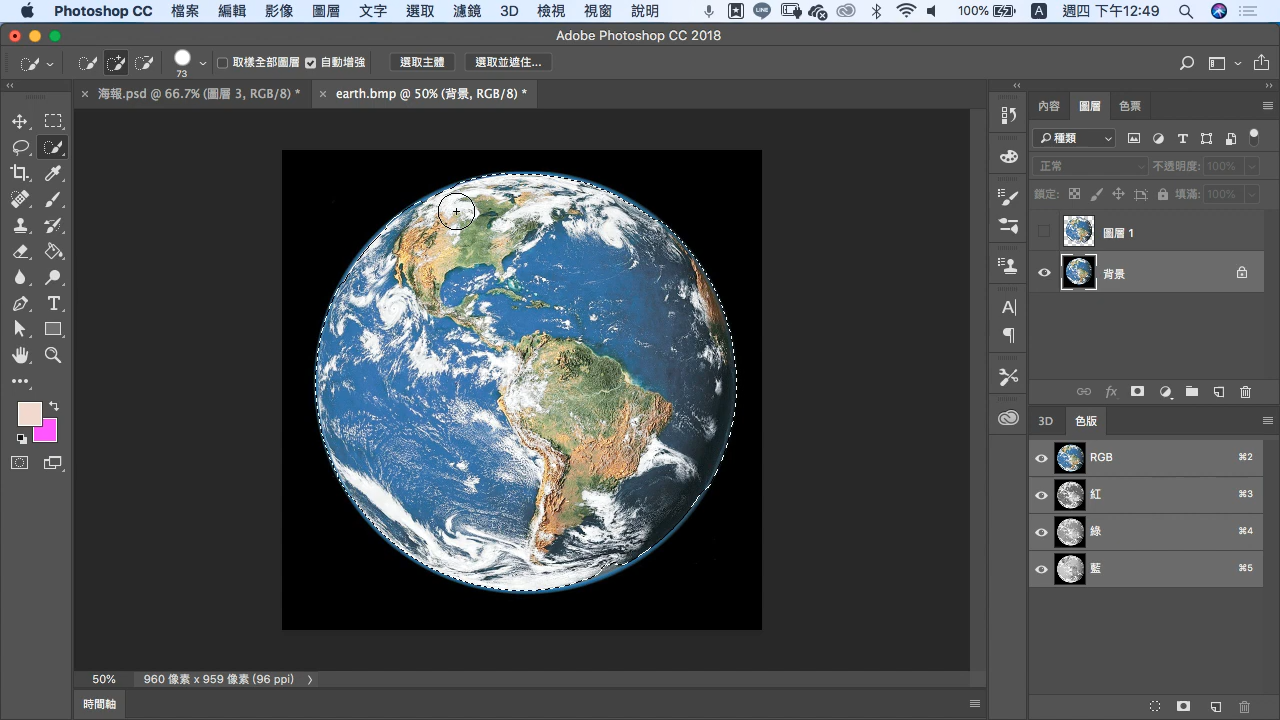 Photoshop CC 檔案 編輯 影像 圖層 文字 選取 濾鏡 3D 檢視 視窗 說明 LINE 100% A 週四 下午12:49
Adobe Photoshop CC 2018
73 取樣全部圖層 自動增強 選取主體 選取並遮住...
海報.psd @ 66.7% (圖層 3, RGB/8) * earth.bmp @ 50% (背景, RGB/8) *
內容 圖層 色票
種類
正常 不透明度: 100%
鎖定: 填滿: 100%
圖層 1
背景
fx
3D 色版
RGB ⌘2
紅 ⌘3
綠 ⌘4
藍 ⌘5
50% 960 像素 x 959 像素 (96 ppi)
時間軸